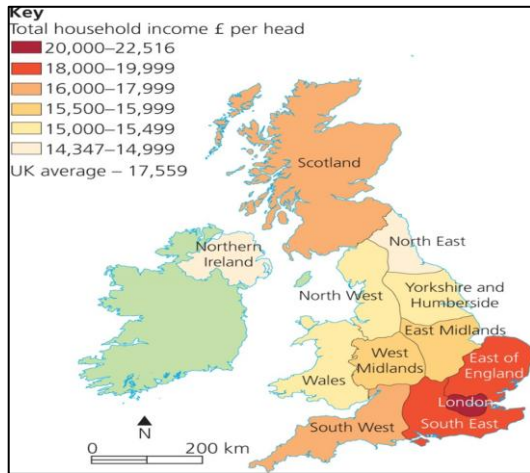 Key
Total household income £ per head
20,000–22,516
18,000–19,999
16,000–17,999
15,500–15,999
15,000–15,499
14,347–14,999
UK average – 17,559
Scotland
Northern
Ireland
North East
North West
Yorkshire and
Humberside
East Midlands
West
Midlands
East of
England
Wales
London
South West
South East
N
0 200 km